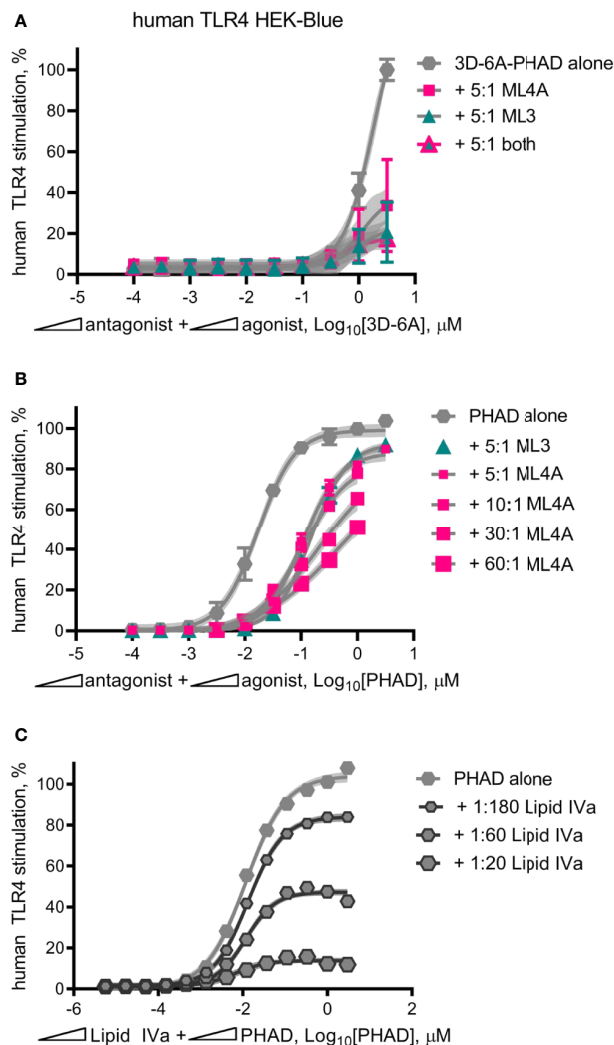 A
human TLR4 HEK-Blue
human TLR4 stimulation, %
100
80
60
40
20
0
-5 -4 -3 -2 -1 0 1
antagonist + agonist, Log10[3D-6A], μM
3D-6A-PHAD alone
+ 5:1 ML4A
+ 5:1 ML3
+ 5:1 both
B
human TLR4 stimulation, %
100
80
60
40
20
0
-5 -4 -3 -2 -1 0 1
antagonist + agonist, Log10[PHAD], μM
PHAD alone
+ 5:1 ML3
+ 5:1 ML4A
+ 10:1 ML4A
+ 30:1 ML4A
+ 60:1 ML4A
C
human TLR4 stimulation, %
100
80
60
40
20
0
-6 -4 -2 0 2
Lipid IVa + PHAD, Log10[PHAD], μM
PHAD alone
+ 1:180 Lipid IVa
+ 1:60 Lipid IVa
+ 1:20 Lipid IVa